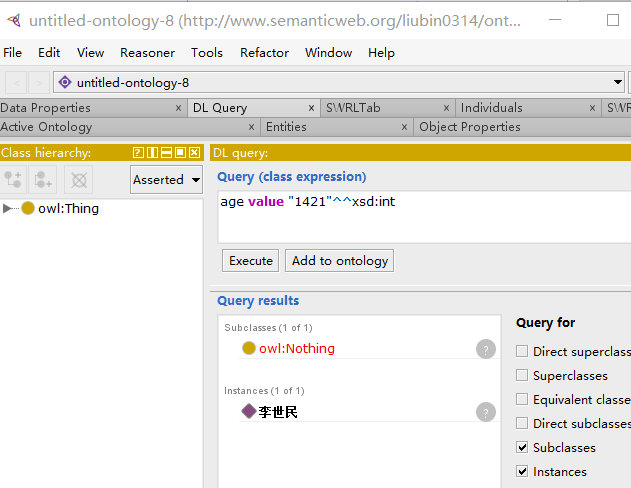 untitled-ontology-8 (http://www.semanticweb.org/liubin0314/ont...
File Edit View Reasoner Tools Refactor Window Help
untitled-ontology-8
Data Properties x DL Query x SWRLTab x Individuals x SWR
Active Ontology x Entities x Object Properties
Class hierarchy: DL query:
Asserted
owl:Thing
Query (class expression)
age value "1421"^^xsd:int
Execute Add to ontology
Query results
Query for
Subclasses (1 of 1)
owl:Nothing ?
Instances (1 of 1)
李世民 ?
Direct superclass
Superclasses
Equivalent classe
Direct subclasses
Subclasses
Instances